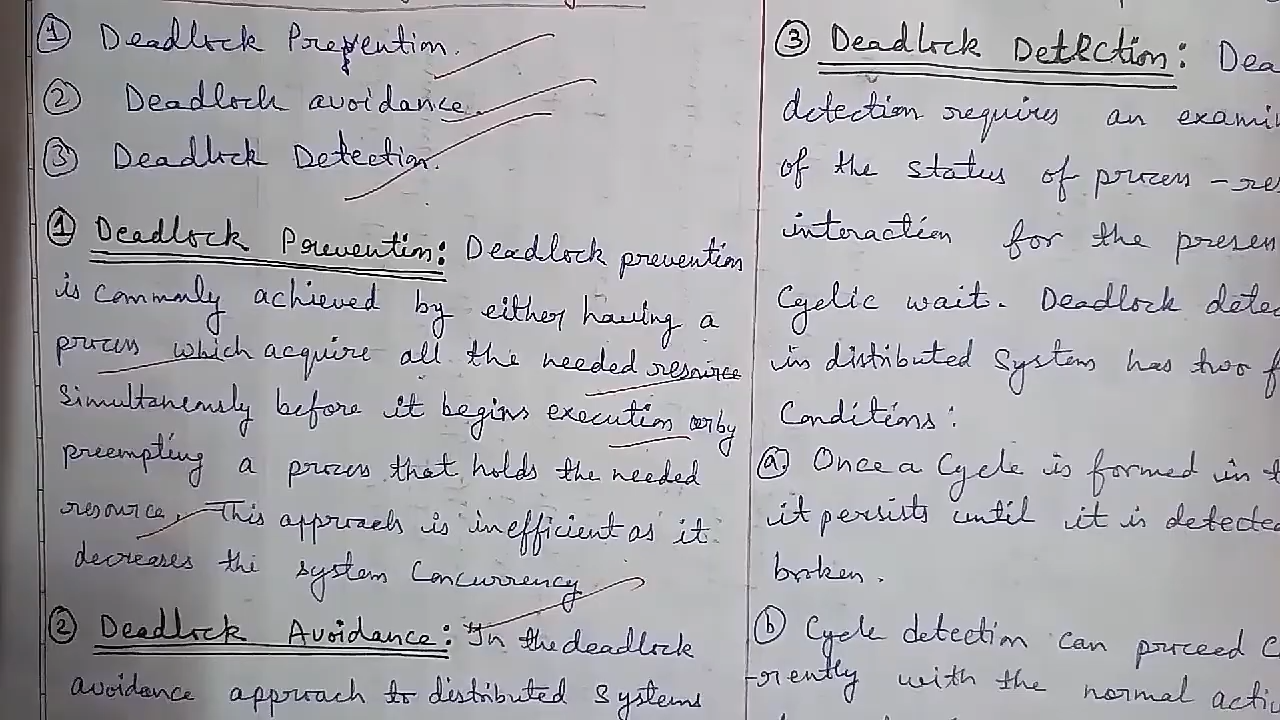 ① Deadlock Prevention.
② Deadlock avoidance.
③ Deadlock Detection.
① Deadlock Prevention: Deadlock prevention
is commnly achieved by either having a
process which acquire all the needed resource
Simultaneously before it begins execution or by
preempting a process that holds the needed
resource. This approach is inefficient as it
decreases the system Concurrency
② Deadlock Avoidance: In the deadlock
avoidance approach to distributed Systems
③ Deadlock Detection: Dea
detection requires an exami
of the status of process - res
interaction for the presen
Cyclic wait. Deadlock dete
in distributed System has two f
Conditions:
ⓐ Once a Cycle is formed in t
it persists until it is detecte
broken.
ⓑ Cycle detection can proceed C
-rrently with the normal actio